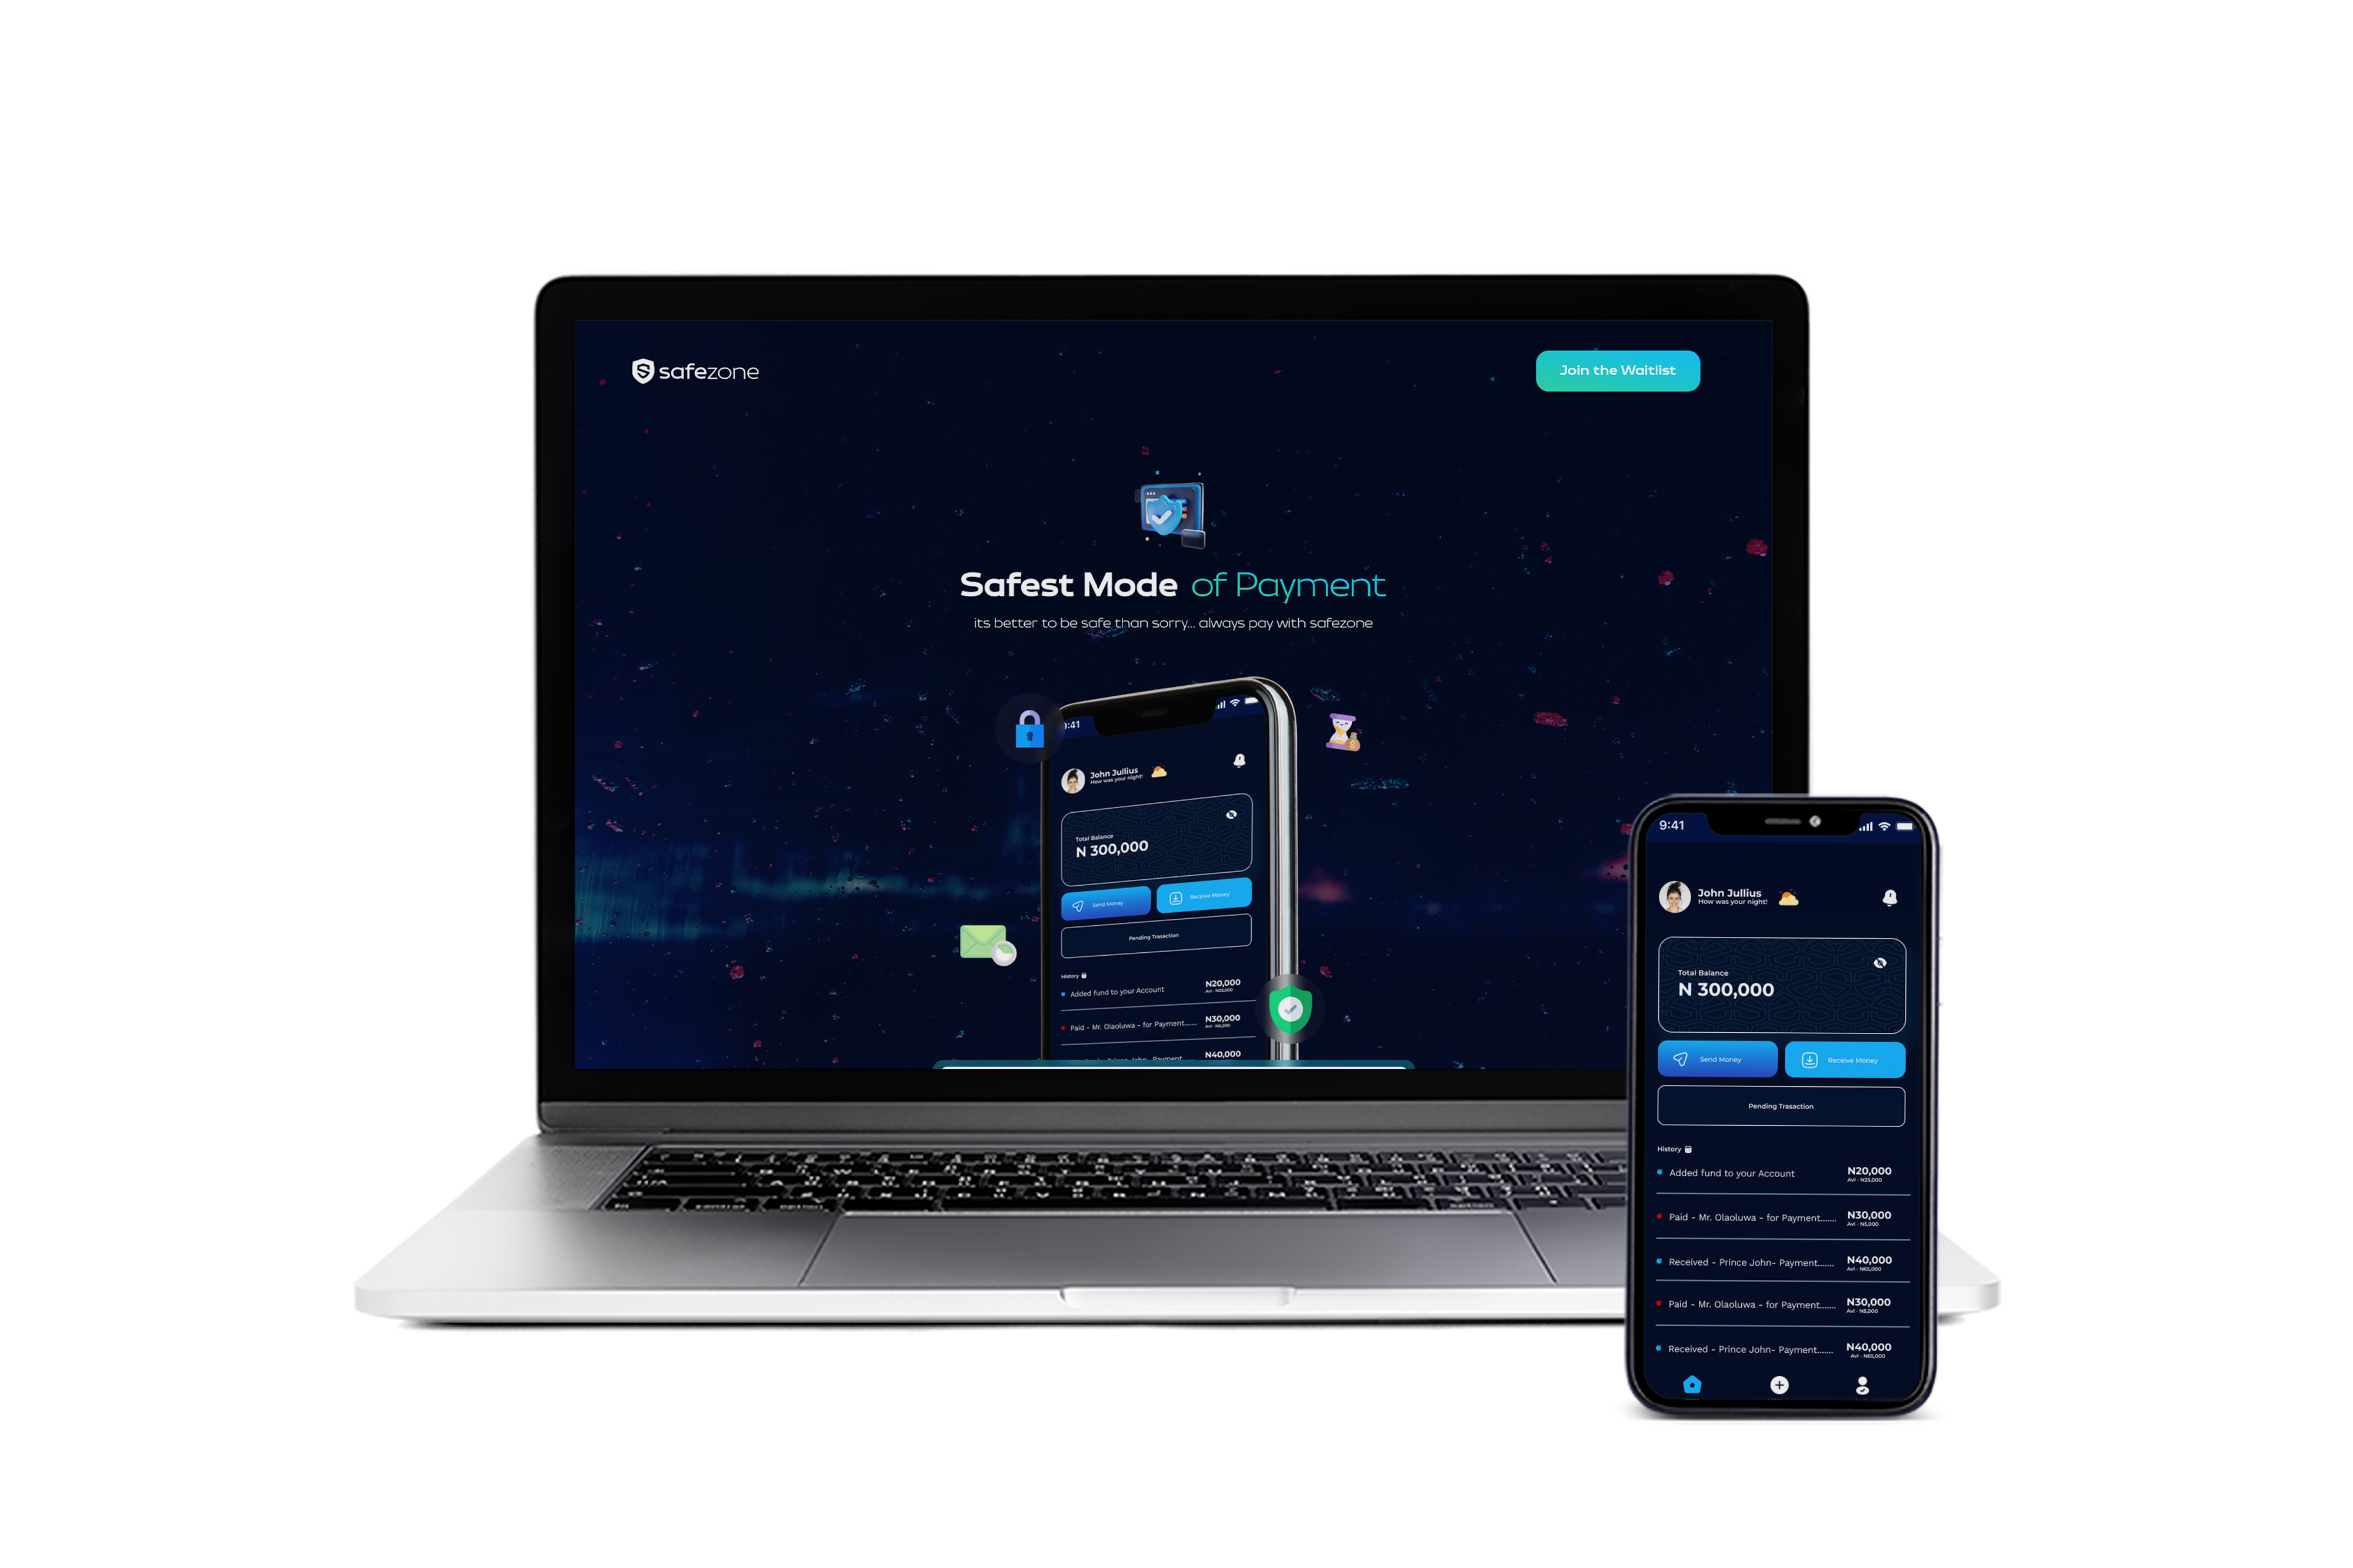 safezone
Join the Waitlist
Safest Mode of Payment
its better to be safe than sorry... always pay with safezone
9:41
John Jullius
How was your night!
Total Balance
N 300,000
Send Money
Receive Money
Pending Trasaction
History
Added fund to your Account
N20,000
Avl - N25,000
Paid - Mr. Olaoluwa - for Payment......
N30,000
Avl - N5,000
N40,000
9:41
John Jullius
How was your night!
Total Balance
N 300,000
Send Money
Receive Money
Pending Trasaction
History
Added fund to your Account
N20,000
Avl - N25,000
Paid - Mr. Olaoluwa - for Payment.......
N30,000
Avl - N5,000
Received - Prince John- Payment.......
N40,000
Avl - N65,000
Paid - Mr. Olaoluwa - for Payment.......
N30,000
Avl - N5,000
Received - Prince John- Payment.......
N40,000
Avl - N65,000